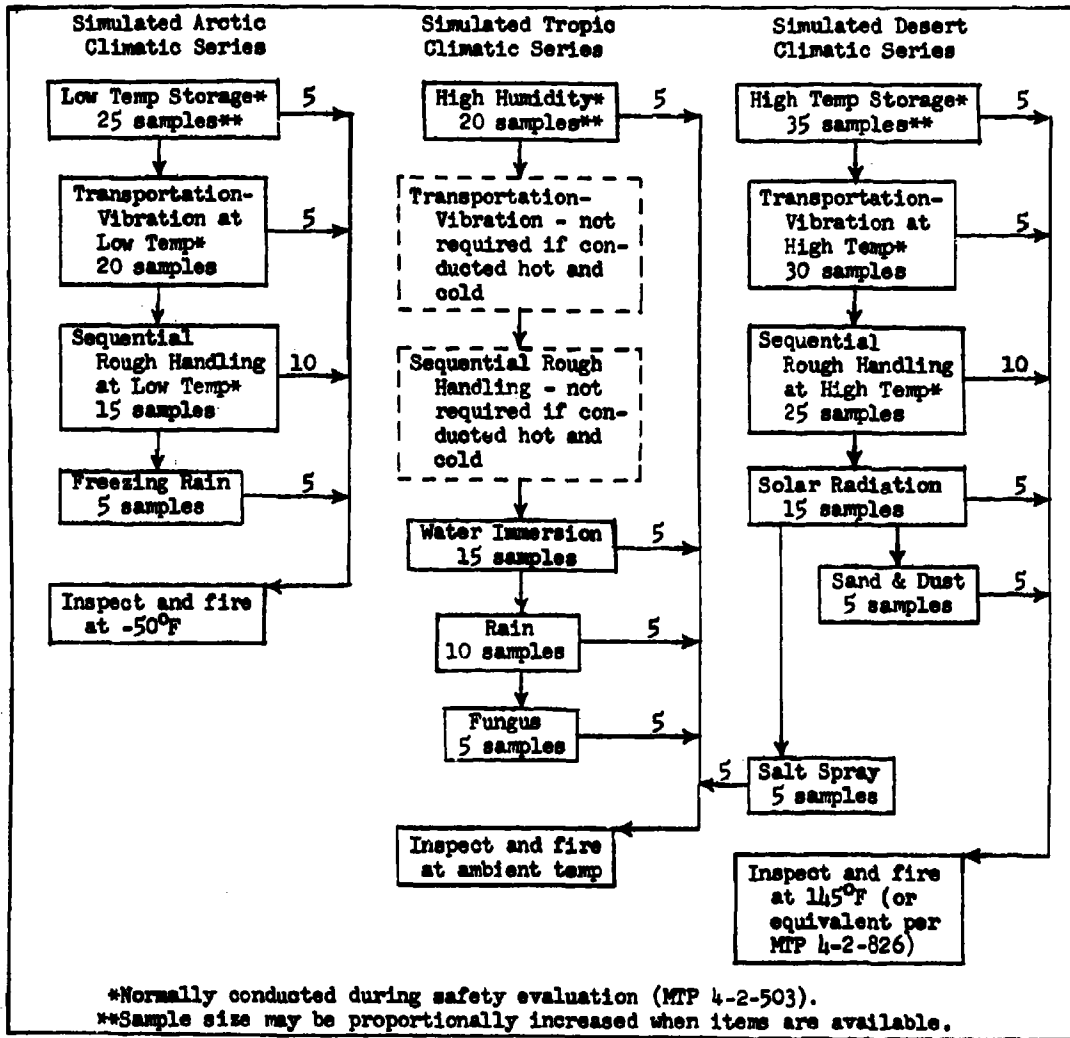 Simulated Arctic
Climatic Series
Low Temp Storage*
25 samples**
5
Transportation-
Vibration at
Low Temp*
20 samples
5
Sequential
Rough Handling
at Low Temp*
15 samples
10
Freezing Rain
5 samples
5
Inspect and fire
at -50°F
Simulated Tropic
Climatic Series
High Humidity*
20 samples**
5
Transportation-
Vibration - not
required if con-
ducted hot and
cold
Sequential Rough
Handling - not
required if con-
ducted hot and
cold
Water Immersion
15 samples
5
Rain
10 samples
5
Fungus
5 samples
5
Inspect and fire
at ambient temp
Simulated Desert
Climatic Series
High Temp Storage*
35 samples**
5
Transportation-
Vibration at
High Temp*
30 samples
5
Sequential
Rough Handling
at High Temp*
25 samples
10
Solar Radiation
15 samples
5
Sand & Dust
5 samples
5
5
Salt Spray
5 samples
Inspect and fire
at 145°F (or
equivalent per
MTP 4-2-826)
*Normally conducted during safety evaluation (MTP 4-2-503).
**Sample size may be proportionally increased when items are available.